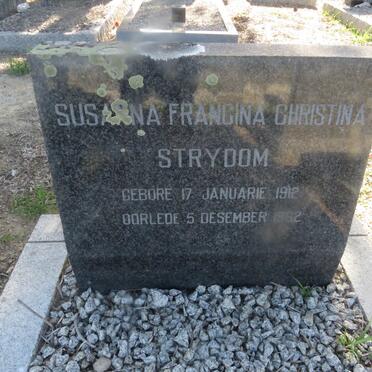 SUSANNA FRANCINA CHRISTINA
STRYDOM
GEBORE 17 JANUARIE 1912
OORLEDE 5 DESEMBER